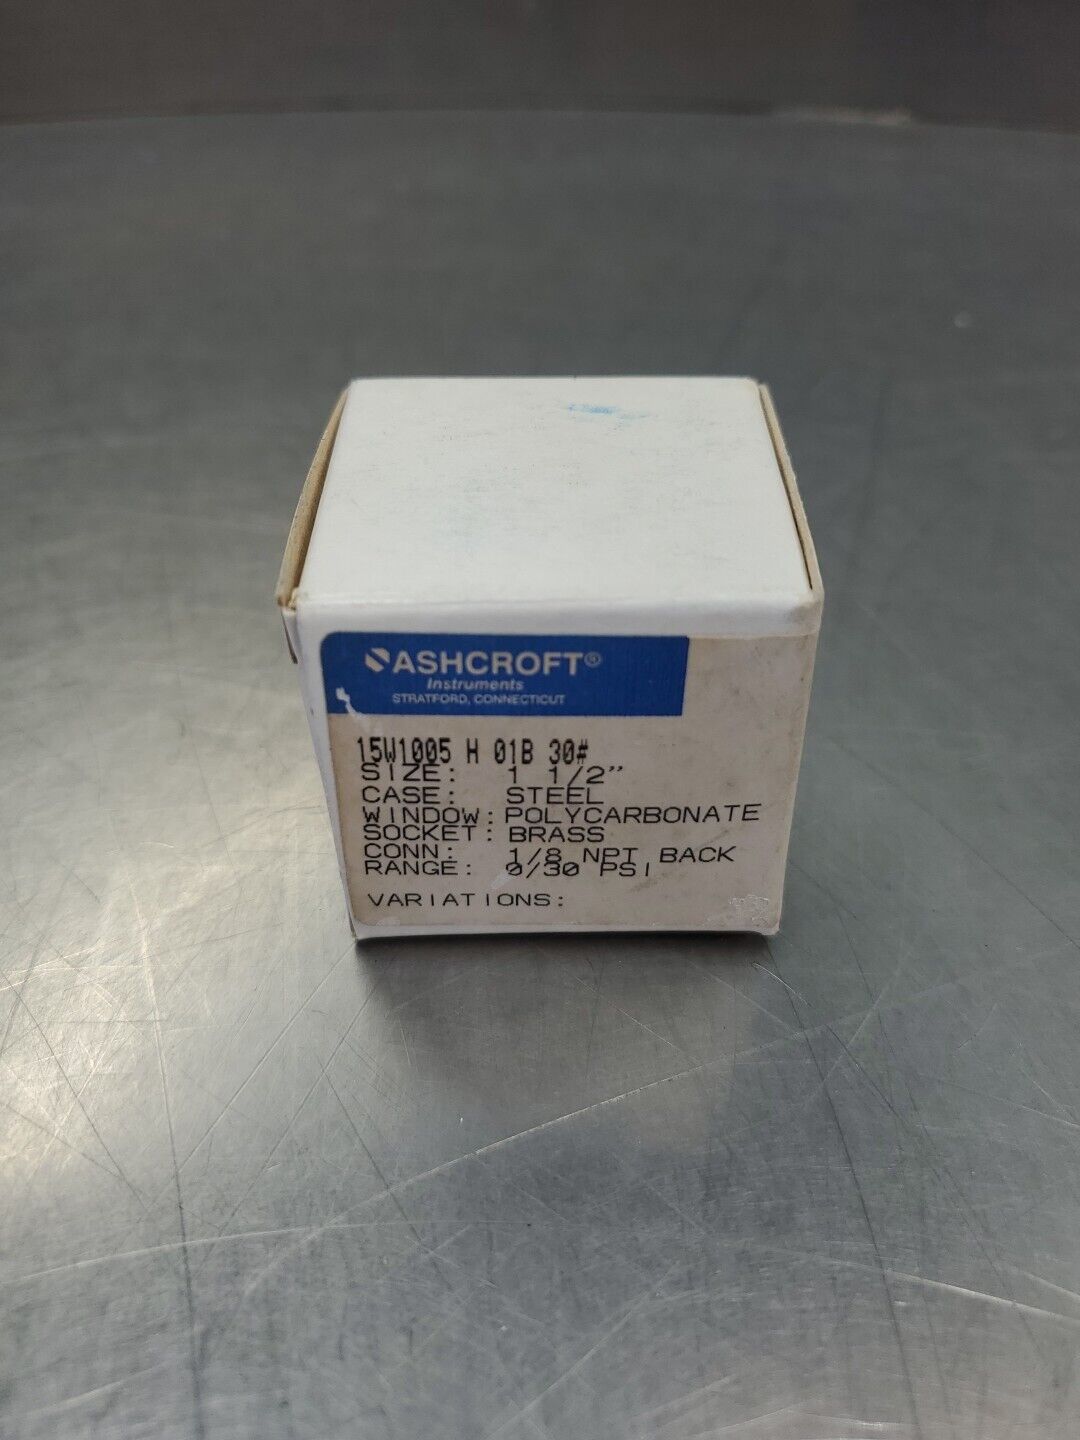 ASHCROFT®
Instruments
STRATFORD, CONNECTICUT
15W1005 H 01B 30#
SIZE: 1 1/2"
CASE: STEEL
WINDOW: POLYCARBONATE
SOCKET: BRASS
CONN: 1/8 NPT BACK
RANGE: 0/30 PSI
VARIATIONS: